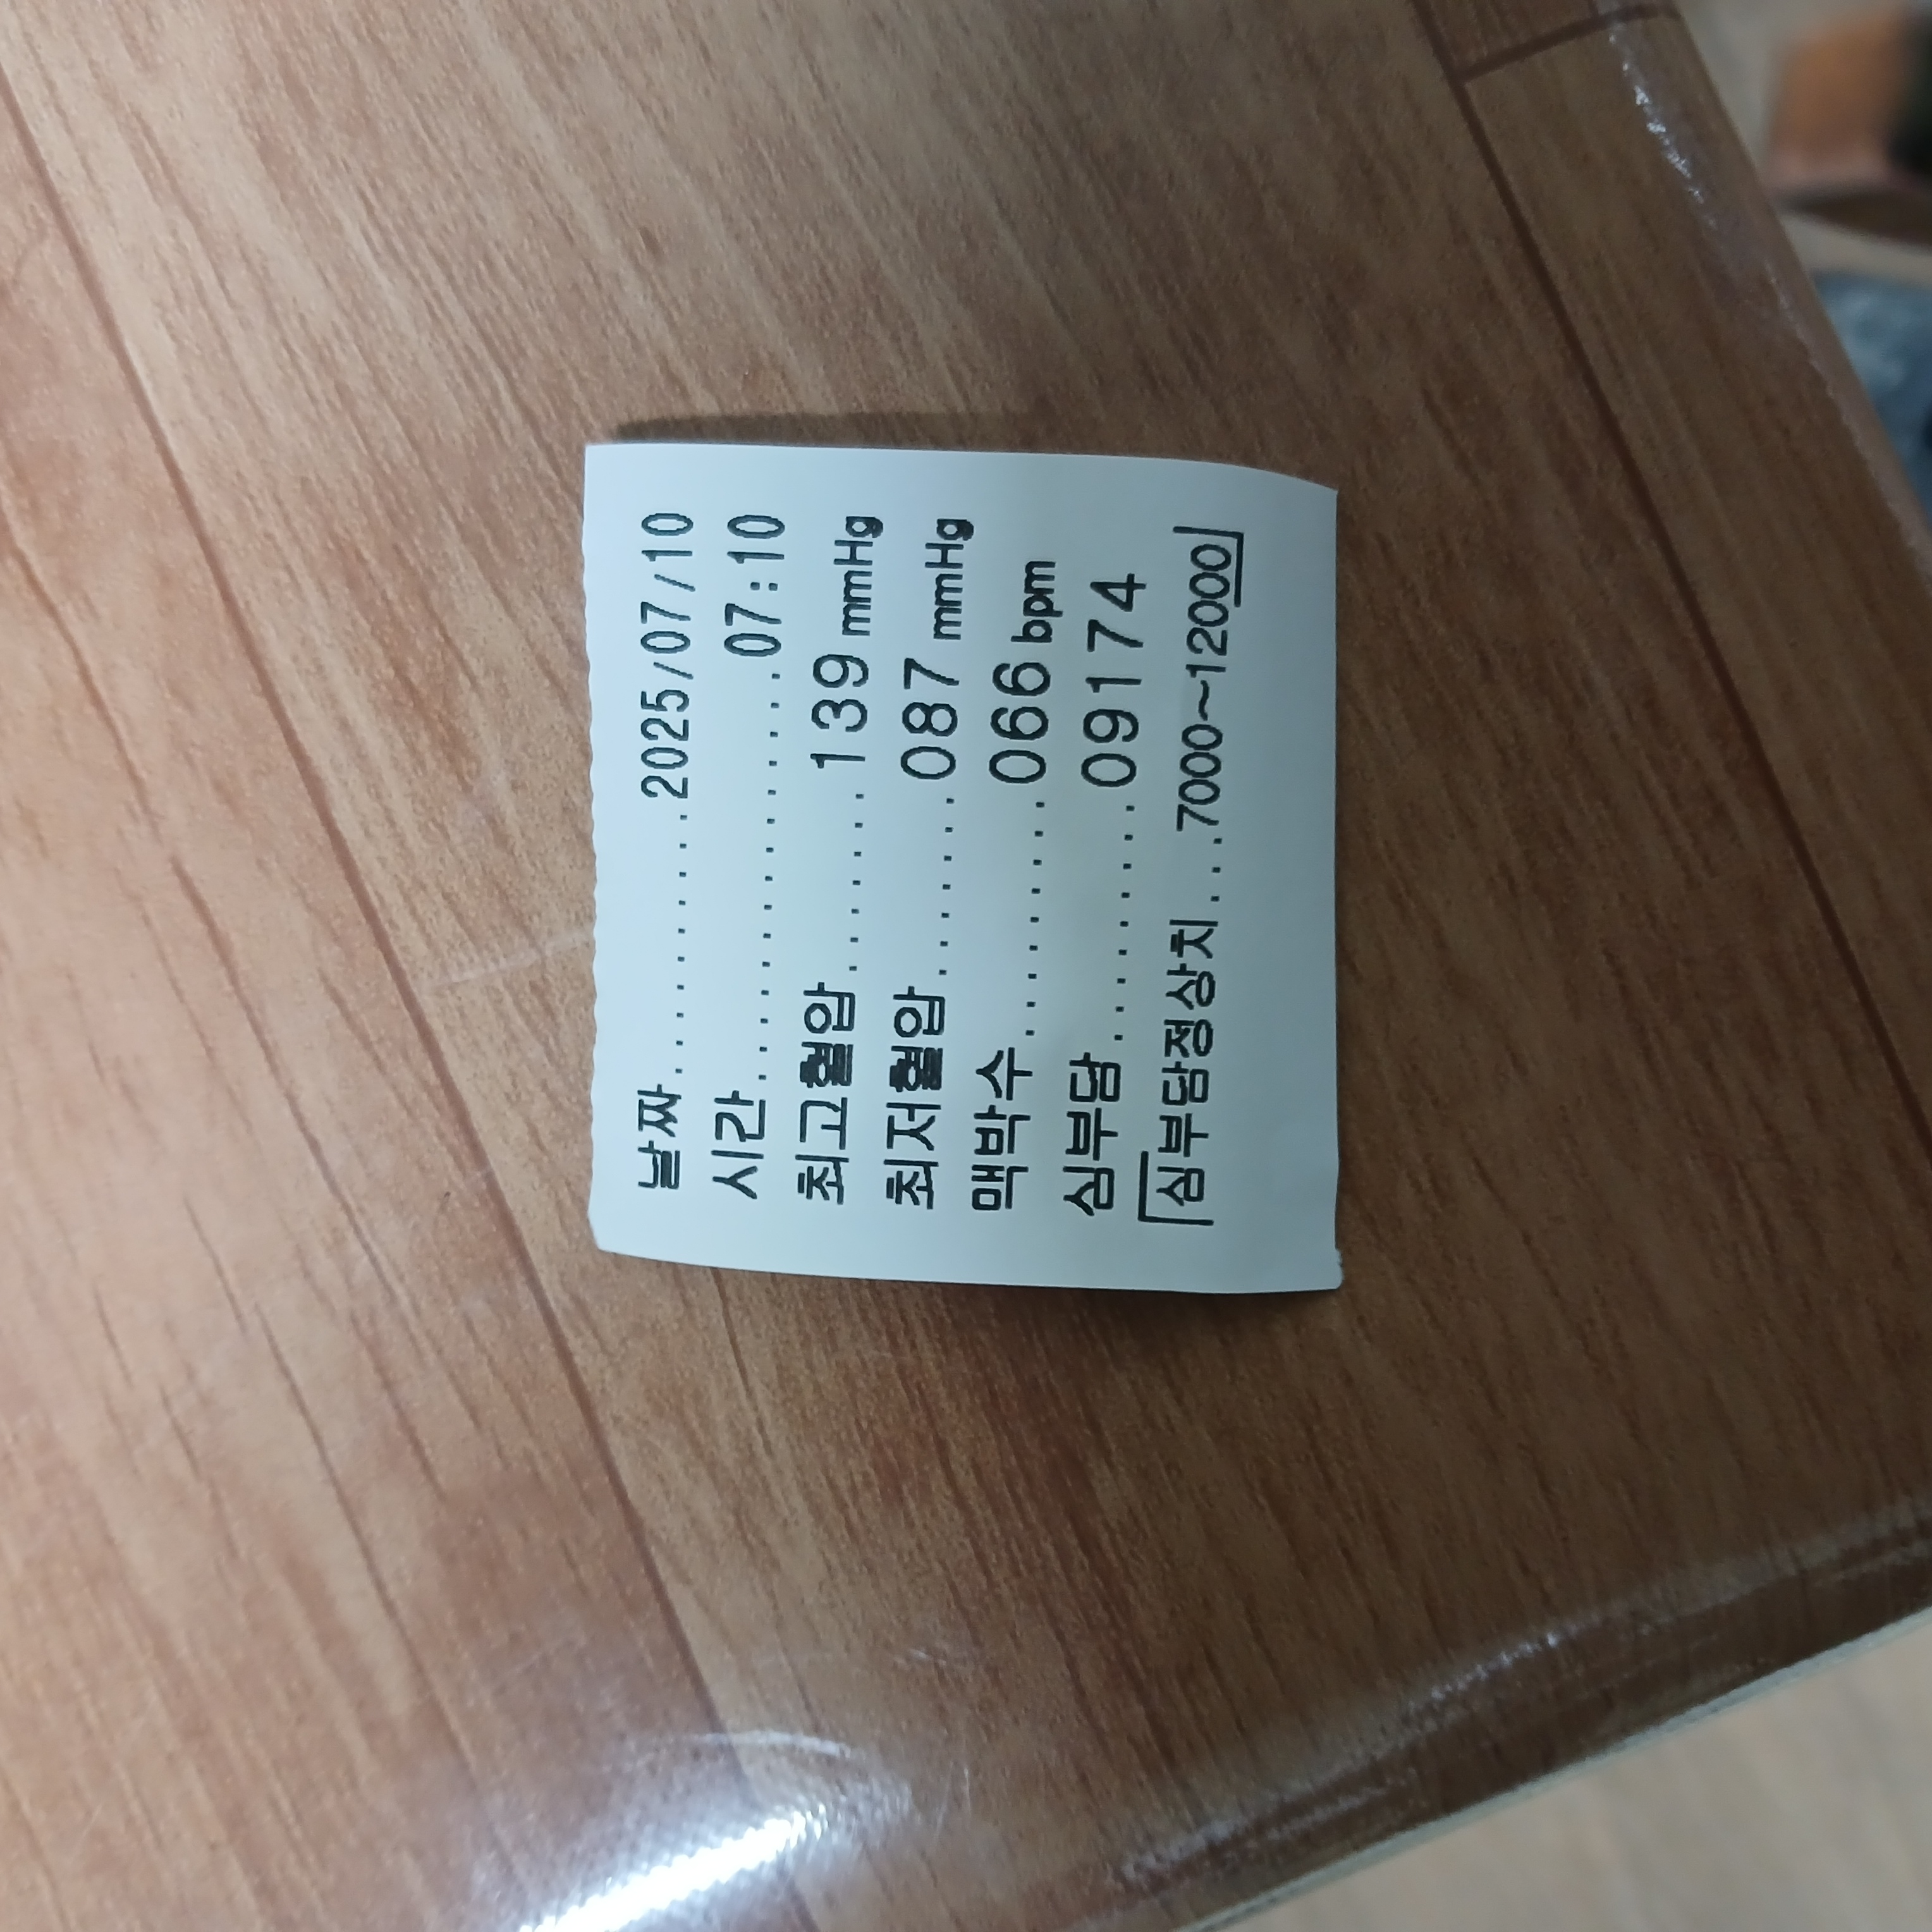 날짜............2025/07/10
시간.................07:10
최고혈압........139 mmHg
최저혈압........087 mmHg
맥박수...........066 bpm
심부담...........09174
심부담정상치...7000~12000